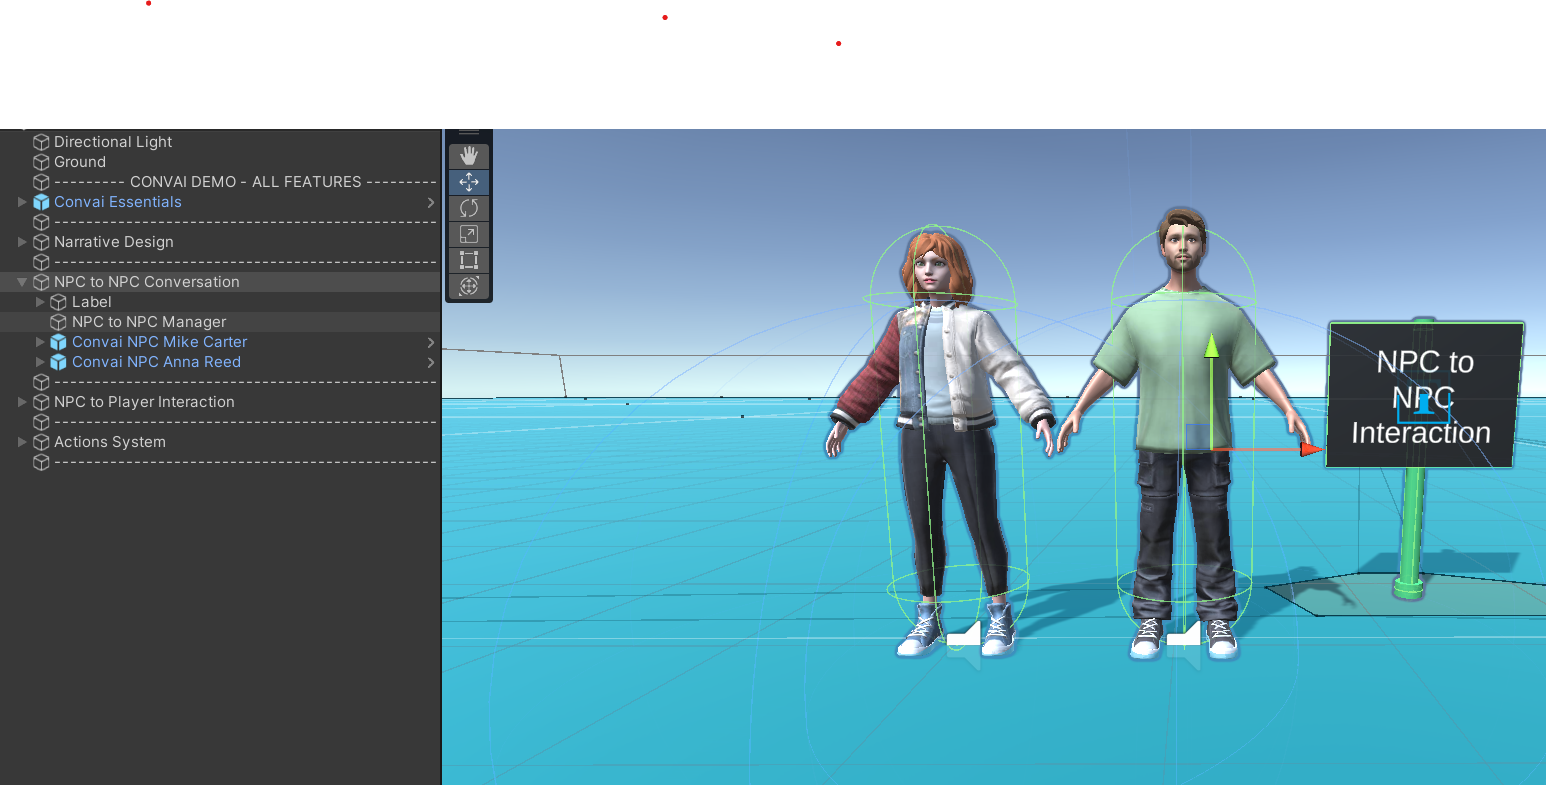 Directional Light
Ground
--------- CONVAI DEMO - ALL FEATURES ---------
Convai Essentials
------------------------------------------------
Narrative Design
------------------------------------------------
NPC to NPC Conversation
Label
NPC to NPC Manager
Convai NPC Mike Carter
Convai NPC Anna Reed
------------------------------------------------
NPC to Player Interaction
------------------------------------------------
Actions System
------------------------------------------------
NPC to
NPC
Interaction